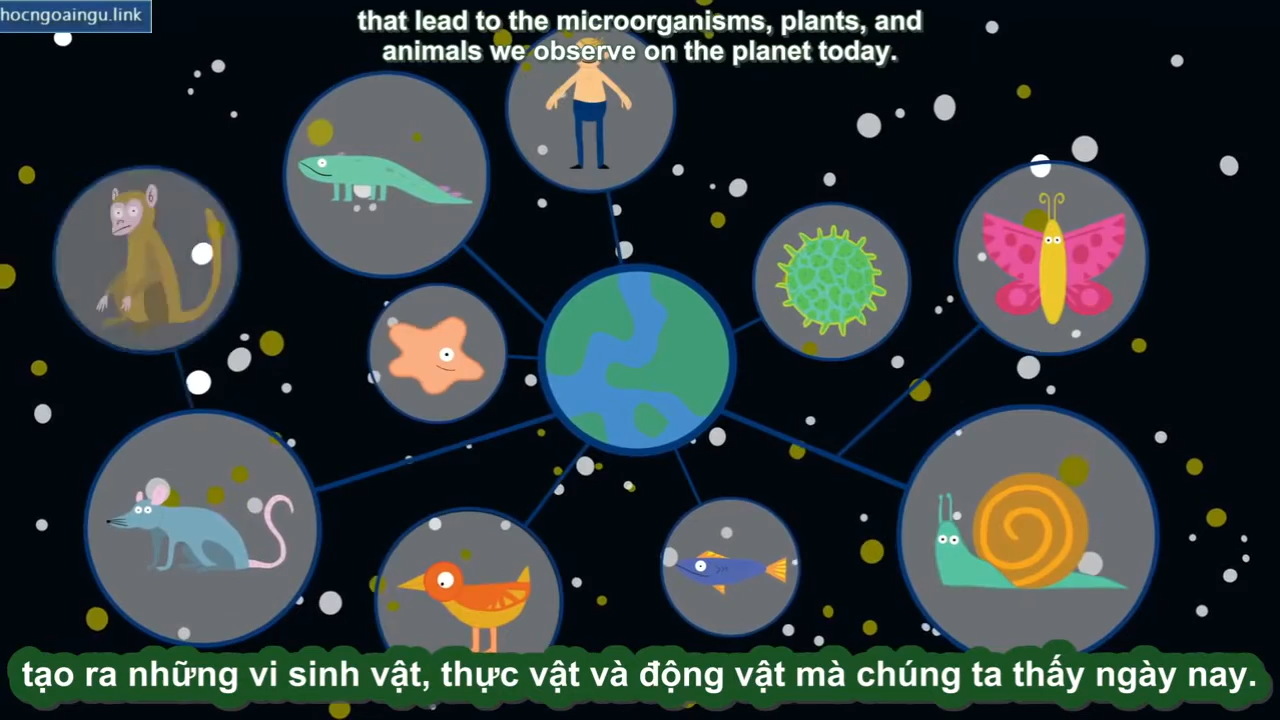 hocngoaingu.link
that lead to the microorganisms, plants, and
animals we observe on the planet today.
tạo ra những vi sinh vật, thực vật và động vật mà chúng ta thấy ngày nay.